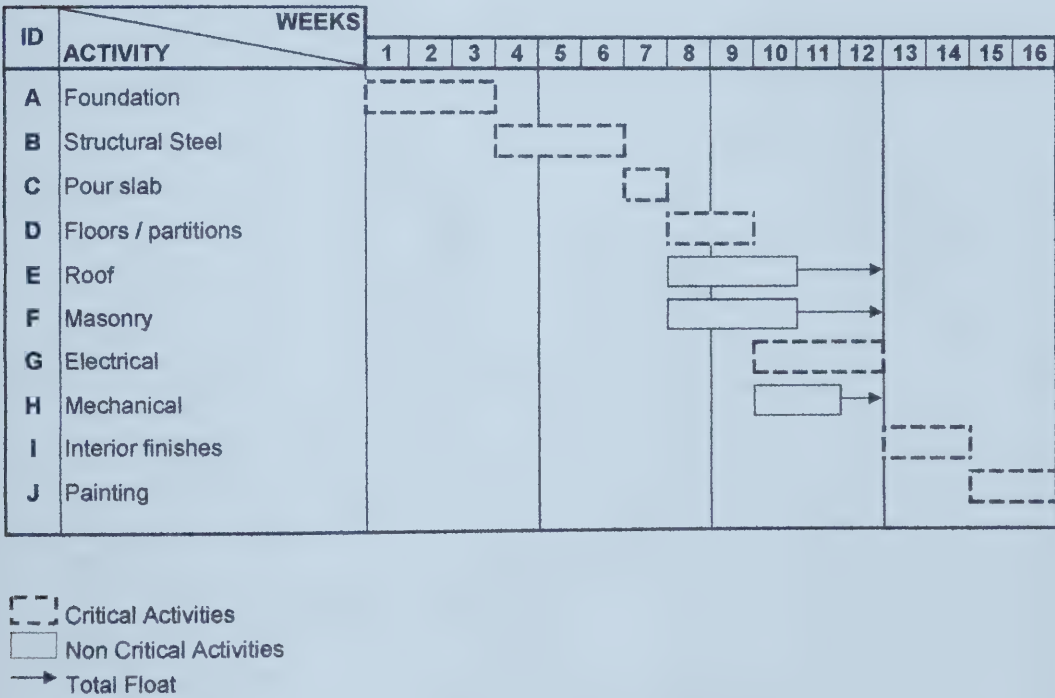 WEEKS
ID ACTIVITY 1 2 3 4 5 6 7 8 9 10 11 12 13 14 15 16
A Foundation
B Structural Steel
C Pour slab
D Floors / partitions
E Roof
F Masonry
G Electrical
H Mechanical
I Interior finishes
J Painting
Critical Activities
Non Critical Activities
Total Float